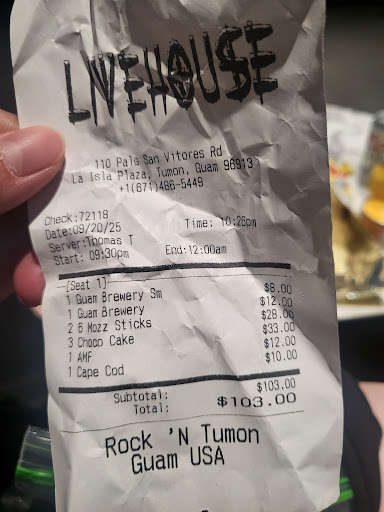 LIVEHOUSE
110 Pale San Vitores Rd
La Isla Plaza, Tumon, Guam 96913
+1(671)486-5449
Check:72118
Date:09/20/25 Time: 10:28pm
Server:Thomas T
Start: 09:30pm End:12:00am
[Seat 1]
1 Guam Brewery Sm $8.00
1 Guam Brewery $12.00
2 6 Mozz Sticks $28.00
3 Choco Cake $33.00
1 AMF $12.00
1 Cape Cod $10.00
Subtotal: $103.00
Total: $103.00
Rock 'N Tumon
Guam USA